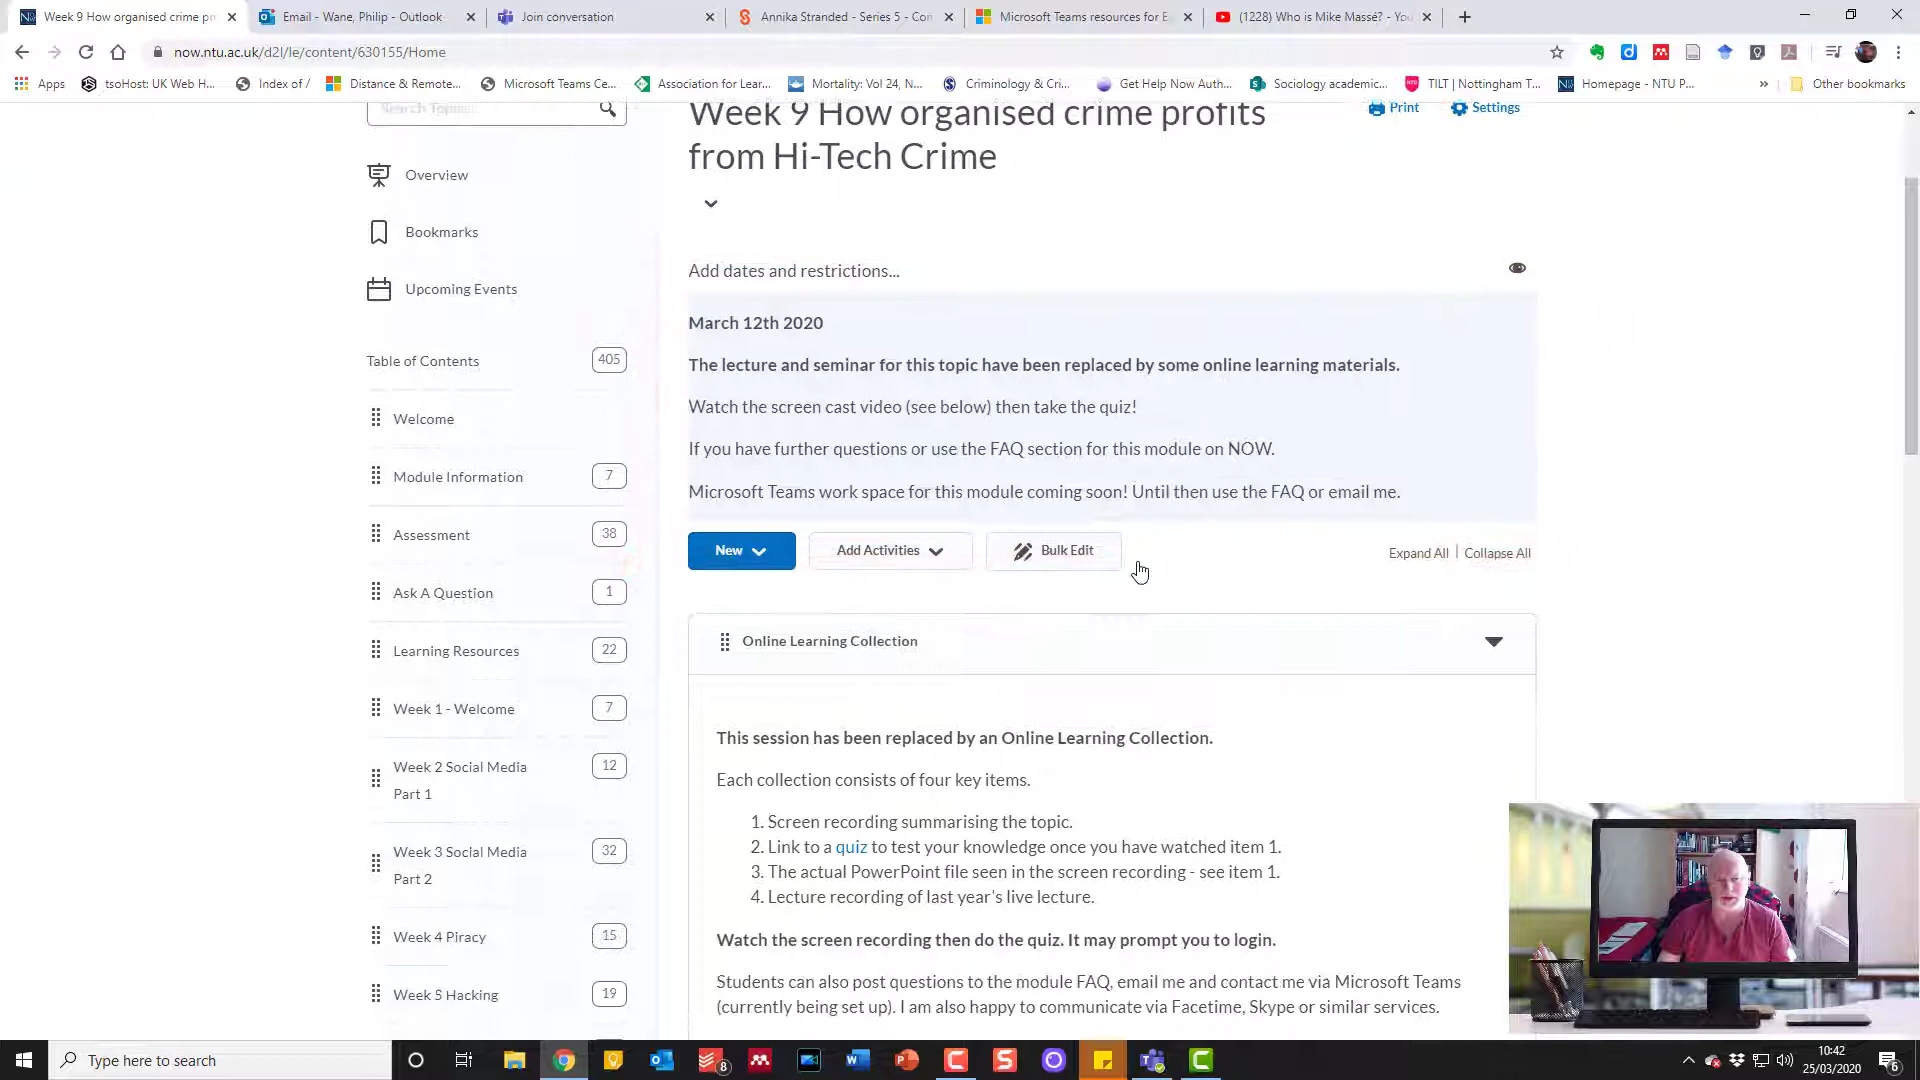 Week 9 How organised crime pr
Email - Wane, Philip - Outlook
Join conversation
Annika Stranded - Series 5 - Con
Microsoft Teams resources for E
(1228) Who is Mike Massé? - You
now.ntu.ac.uk/d2l/le/content/630155/Home
Apps
tsoHost: UK Web H...
Index of /
Distance & Remote...
Microsoft Teams Ce...
Association for Lear...
Mortality: Vol 24, N...
Criminology & Cri...
Get Help Now Auth...
Sociology academic...
TILT | Nottingham T...
Homepage - NTU P...
»
Other bookmarks
Search Topics
Overview
Bookmarks
Upcoming Events
Table of Contents 405
Welcome
Module Information 7
Assessment 38
Ask A Question 1
Learning Resources 22
Week 1 - Welcome 7
Week 2 Social Media 12
Part 1
Week 3 Social Media 32
Part 2
Week 4 Piracy 15
Week 5 Hacking 19
Week 9 How organised crime profits
from Hi-Tech Crime
Print
Settings
Add dates and restrictions...
March 12th 2020
The lecture and seminar for this topic have been replaced by some online learning materials.
Watch the screen cast video (see below) then take the quiz!
If you have further questions or use the FAQ section for this module on NOW.
Microsoft Teams work space for this module coming soon! Until then use the FAQ or email me.
New
Add Activities
Bulk Edit
Expand All | Collapse All
Online Learning Collection
This session has been replaced by an Online Learning Collection.
Each collection consists of four key items.
1. Screen recording summarising the topic.
2. Link to a quiz to test your knowledge once you have watched item 1.
3. The actual PowerPoint file seen in the screen recording - see item 1.
4. Lecture recording of last year's live lecture.
Watch the screen recording then do the quiz. It may prompt you to login.
Students can also post questions to the module FAQ, email me and contact me via Microsoft Teams
(currently being set up). I am also happy to communicate via Facetime, Skype or similar services.
Type here to search
8
10:42
25/03/2020
6